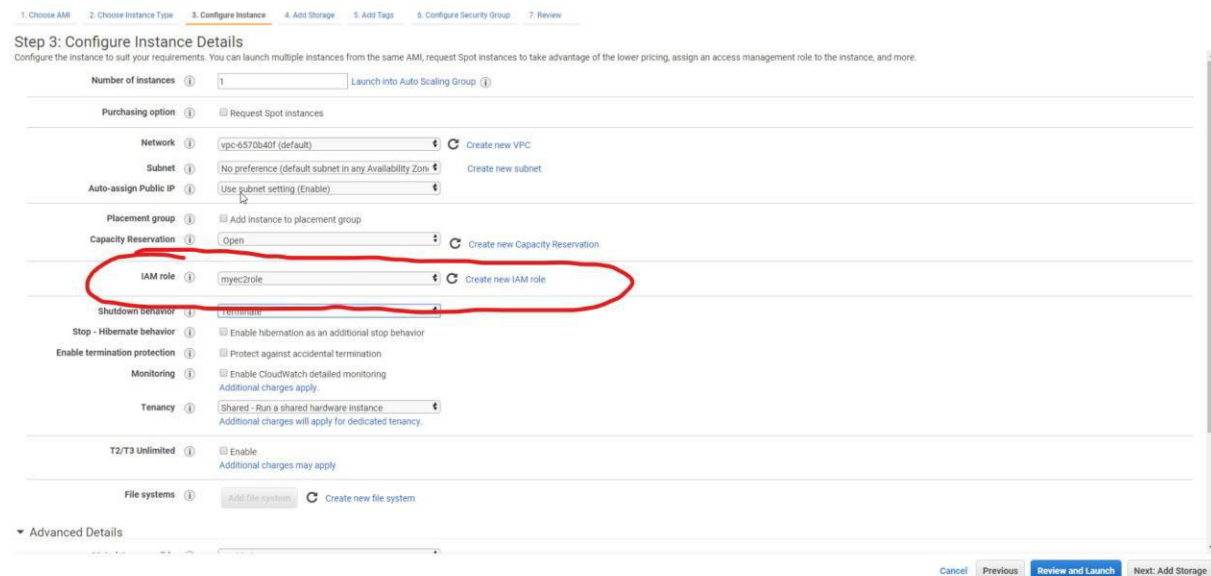 1. Choose AMI 2. Choose Instance Type 3. Configure Instance 4. Add Storage 5. Add Tags 6. Configure Security Group 7. Review
Step 3: Configure Instance Details
Configure the instance to suit your requirements. You can launch multiple instances from the same AMI, request Spot instances to take advantage of the lower pricing, assign an access management role to the instance, and more.
Number of instances 1 Launch into Auto Scaling Group
Purchasing option Request Spot instances
Network vpc-6570b40f (default) Create new VPC
Subnet No preference (default subnet in any Availability Zon Create new subnet
Auto-assign Public IP Use subnet setting (Enable)
Placement group Add instance to placement group
Capacity Reservation Open Create new Capacity Reservation
IAM role myec2role Create new IAM role
Shutdown behavior Terminate
Stop - Hibernate behavior Enable hibernation as an additional stop behavior
Enable termination protection Protect against accidental termination
Monitoring Enable CloudWatch detailed monitoring
Additional charges apply.
Tenancy Shared - Run a shared hardware instance
Additional charges will apply for dedicated tenancy.
T2/T3 Unlimited Enable
Additional charges may apply
File systems Add file system Create new file system
Advanced Details
Cancel Previous Review and Launch Next: Add Storage